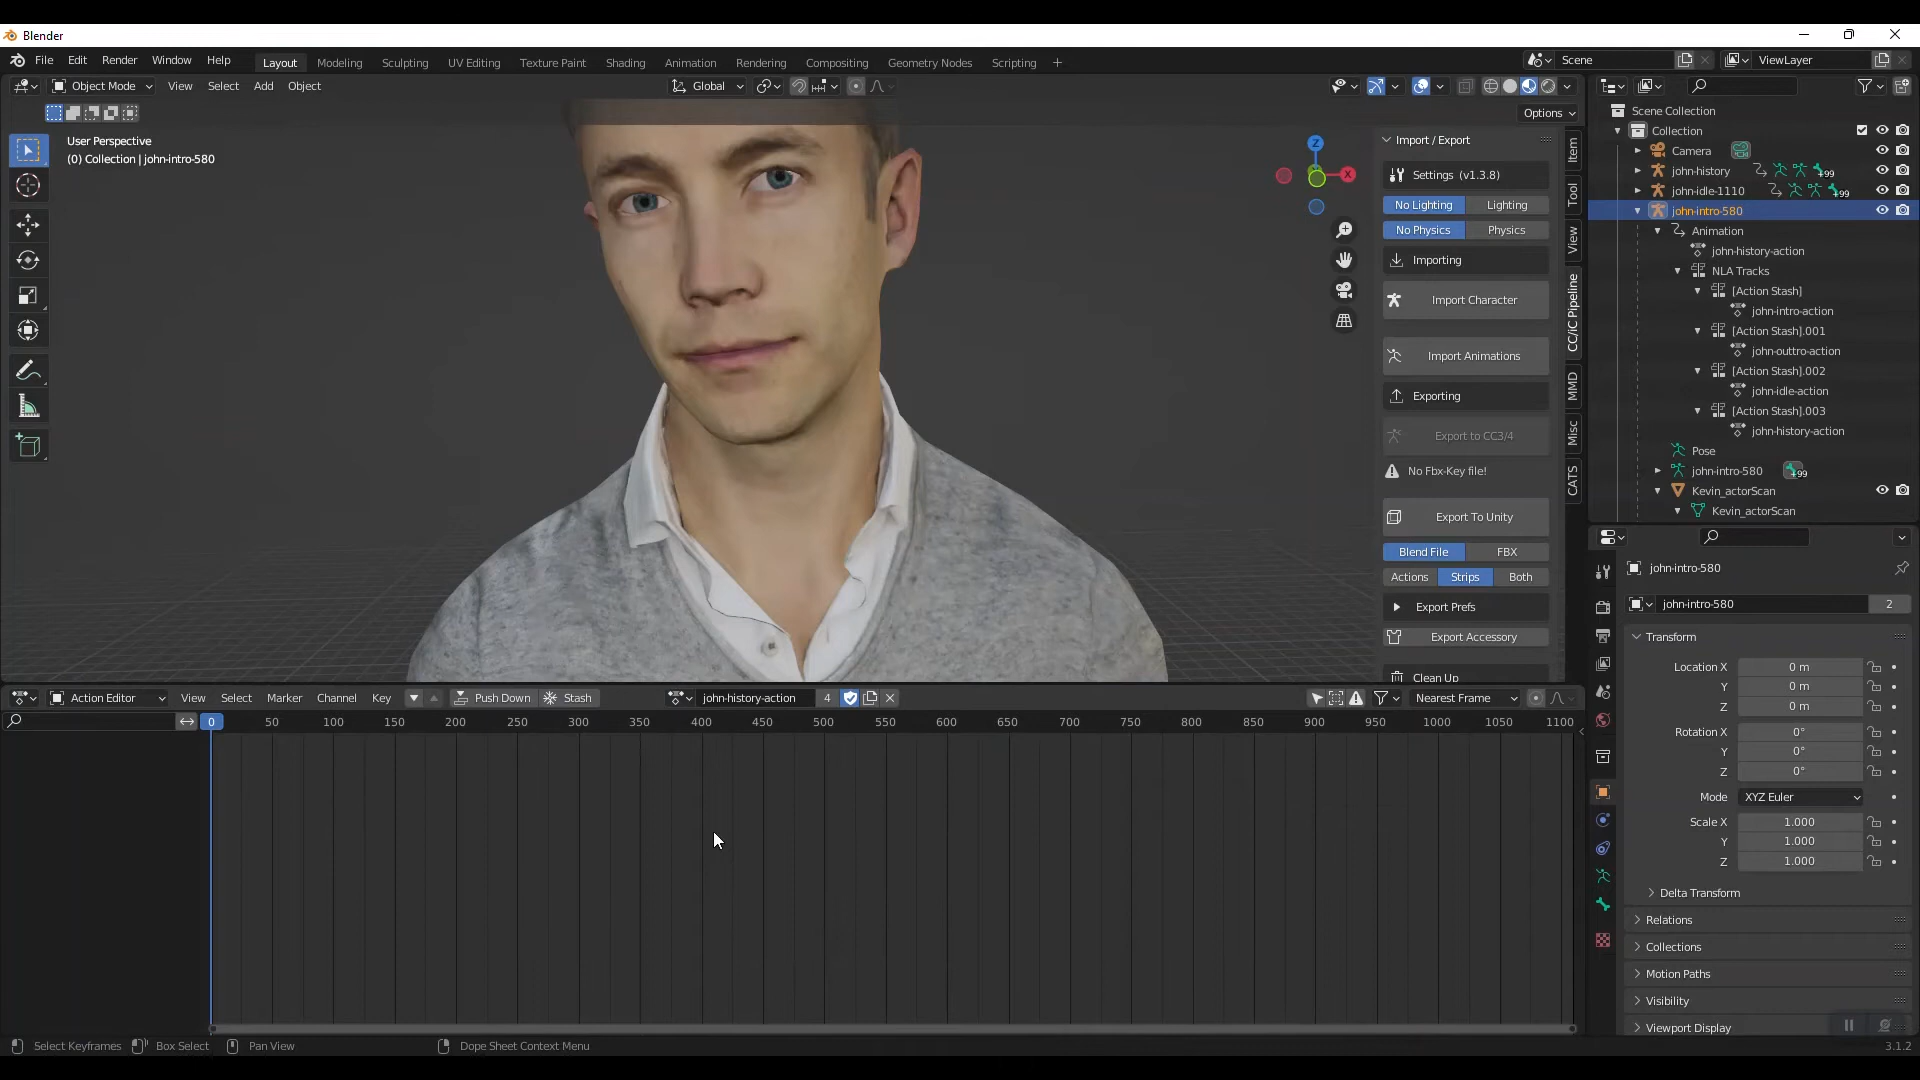 Blender
File Edit Render Window Help
Layout Modeling Sculpting UV Editing Texture Paint Shading Animation Rendering Compositing Geometry Nodes Scripting +
Scene
ViewLayer
Object Mode View Select Add Object
Global
Options
User Perspective
(0) Collection | john-intro-580
Z
X
Import / Export
Settings (v1.3.8)
No Lighting Lighting
No Physics Physics
Importing
Import Character
Import Animations
Exporting
Export to CC3/4
No Fbx-Key file!
Export To Unity
Blend File FBX
Actions Strips Both
Export Prefs
Export Accessory
Clean Up
Item
Tool
View
CC/iC Pipeline
MMD
Misc
CATS
Scene Collection
Collection
Camera
john-history +99
john-idle-1110 +99
john-intro-580
Animation
john-history-action
NLA Tracks
[Action Stash]
john-intro-action
[Action Stash].001
john-outtro-action
[Action Stash].002
john-idle-action
[Action Stash].003
john-history-action
Pose
john-intro-580 +99
Kevin_actorScan
Kevin_actorScan
john-intro-580
john-intro-580 2
Transform
Location X 0 m
Y 0 m
Z 0 m
Rotation X 0°
Y 0°
Z 0°
Mode XYZ Euler
Scale X 1.000
Y 1.000
Z 1.000
Delta Transform
Relations
Collections
Motion Paths
Visibility
Viewport Display
Action Editor View Select Marker Channel Key Push Down Stash john-history-action 4 Nearest Frame
0 50 100 150 200 250 300 350 400 450 500 550 600 650 700 750 800 850 900 950 1000 1050 1100
Select Keyframes Box Select Pan View Dope Sheet Context Menu
3.1.2